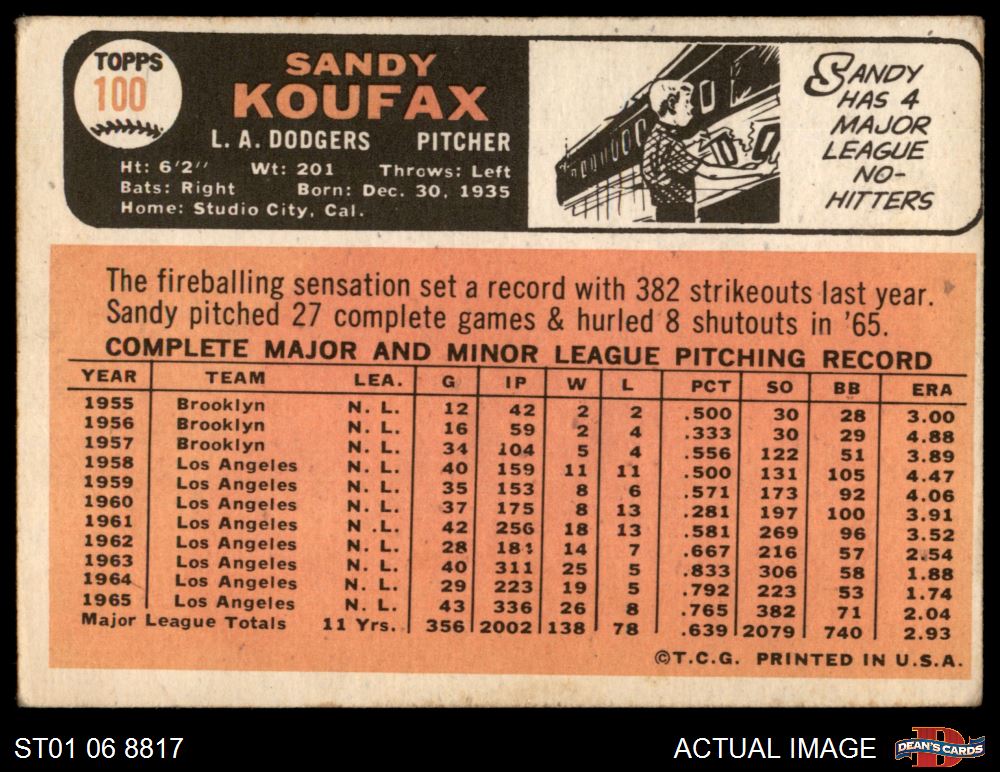 TOPPS
100
SANDY
KOUFAX
L. A. DODGERS PITCHER
Ht: 6'2" Wt: 201 Throws: Left
Bats: Right Born: Dec. 30, 1935
Home: Studio City, Cal.
SANDY
HAS 4
MAJOR
LEAGUE
NO-
HITTERS
The fireballing sensation set a record with 382 strikeouts last year.
Sandy pitched 27 complete games & hurled 8 shutouts in '65.
COMPLETE MAJOR AND MINOR LEAGUE PITCHING RECORD
YEAR TEAM LEA. G IP W L PCT SO BB ERA
1955 Brooklyn N. L. 12 42 2 2 .500 30 28 3.00
1956 Brooklyn N. L. 16 59 2 4 .333 30 29 4.88
1957 Brooklyn N. L. 34 104 5 4 .556 122 51 3.89
1958 Los Angeles N. L. 40 159 11 11 .500 131 105 4.47
1959 Los Angeles N. L. 35 153 8 6 .571 173 92 4.06
1960 Los Angeles N. L. 37 175 8 13 .281 197 100 3.91
1961 Los Angeles N .L. 42 256 18 13 .581 269 96 3.52
1962 Los Angeles N. L. 28 184 14 7 .667 216 57 2.54
1963 Los Angeles N. L. 40 311 25 5 .833 306 58 1.88
1964 Los Angeles N. L. 29 223 19 5 .792 223 53 1.74
1965 Los Angeles N. L. 43 336 26 8 .765 382 71 2.04
Major League Totals 11 Yrs. 356 2002 138 78 .639 2079 740 2.93
©T.C.G. PRINTED IN U.S.A.
ST01 06 8817 ACTUAL IMAGE
D
DEAN'S CARDS